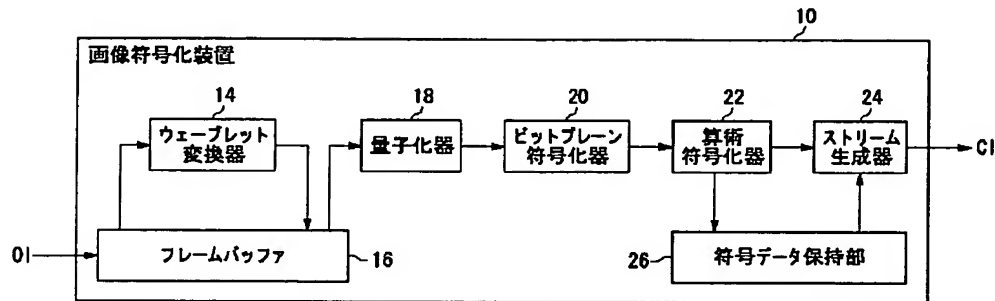 10
画像符号化装置
14
18
20
22
24
ウェーブレット
変換器
量子化器
ビットプレーン
符号化器
算術
符号化器
ストリーム
生成器
CI
OI
フレームバッファ
16
26
符号データ保持部